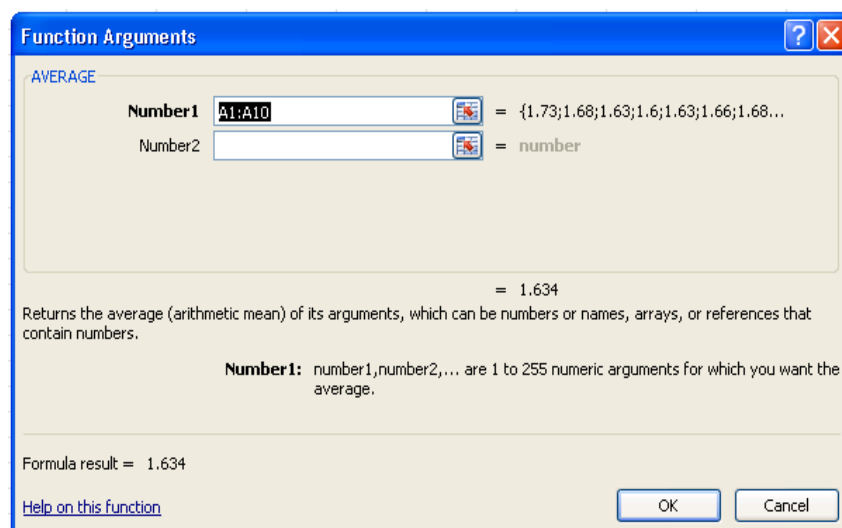 Function Arguments
AVERAGE
Number1 A1:A10 = {1.73;1.68;1.63;1.6;1.63;1.66;1.68...
Number2 = number
= 1.634
Returns the average (arithmetic mean) of its arguments, which can be numbers or names, arrays, or references that
contain numbers.
Number1: number1,number2,... are 1 to 255 numeric arguments for which you want the
average.
Formula result = 1.634
Help on this function OK Cancel